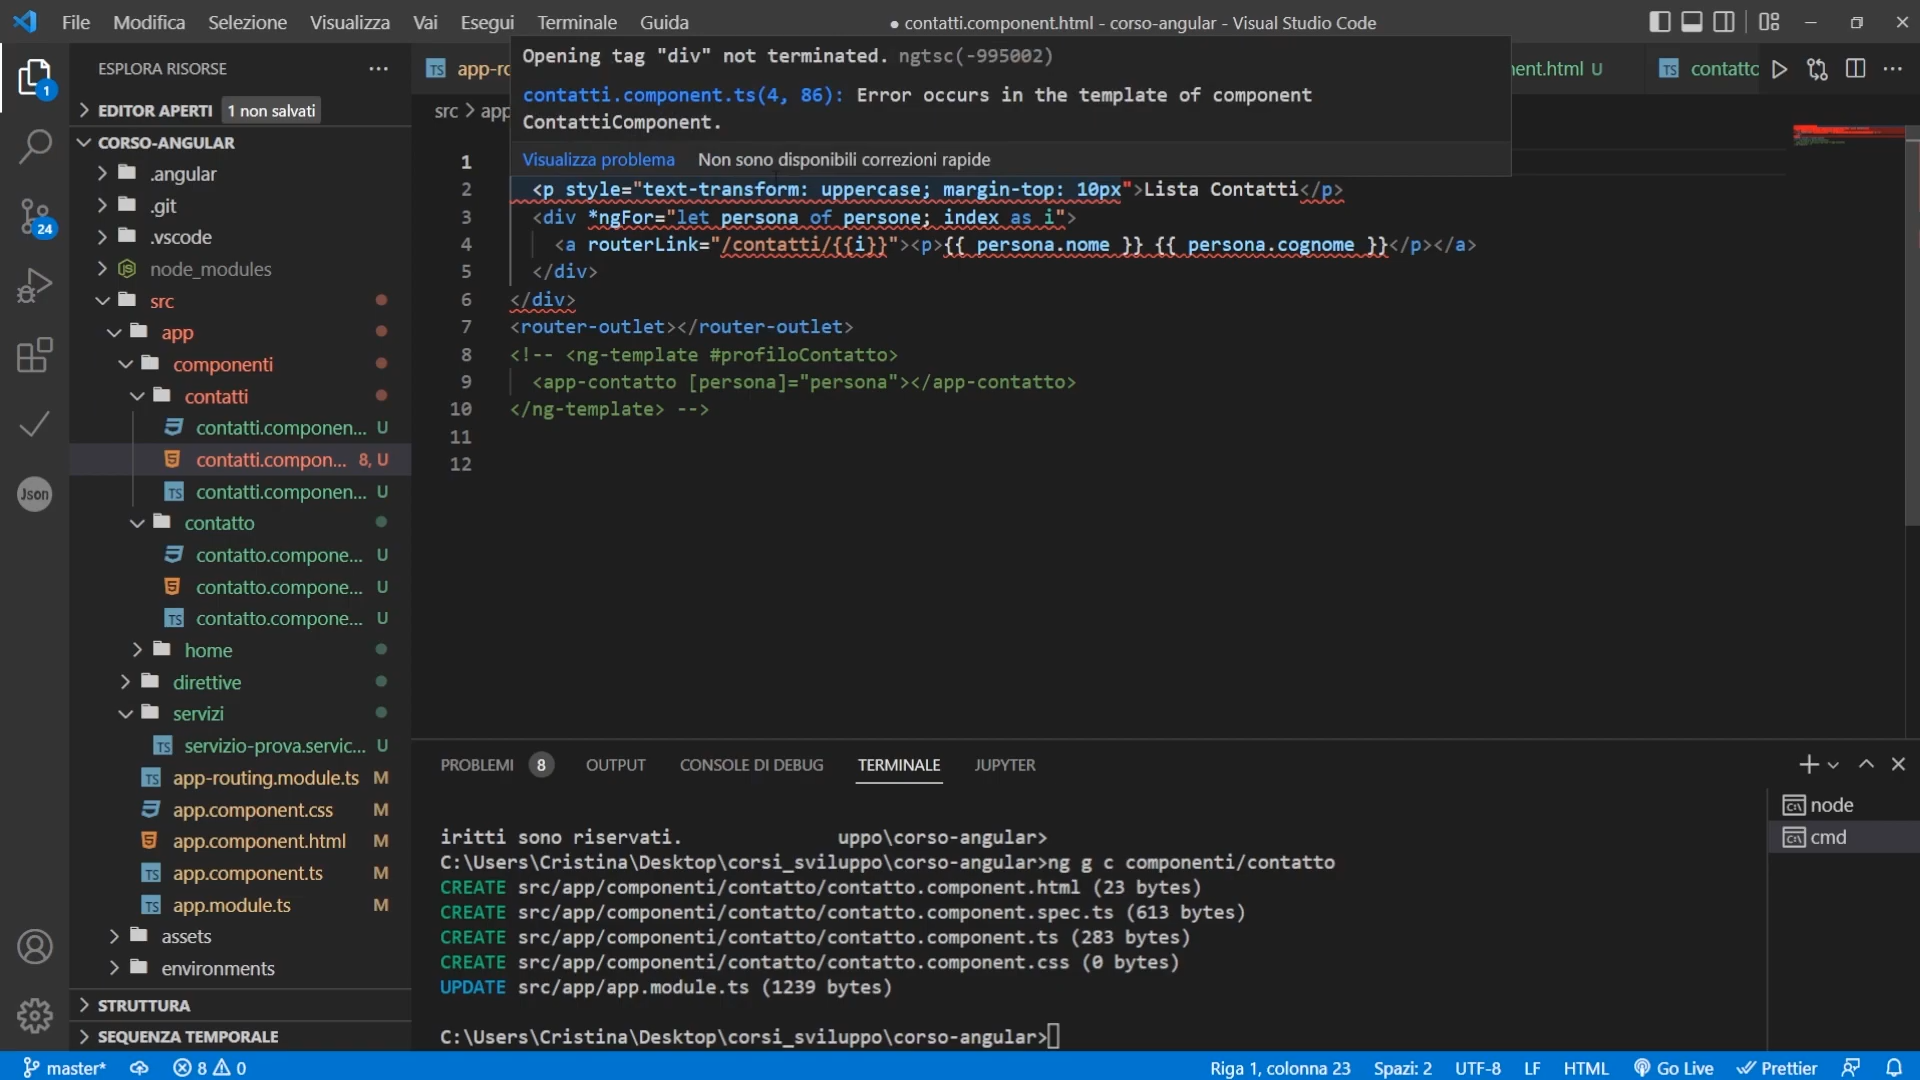 File Modifica Selezione Visualizza Vai Esegui Terminale Guida
● contatti.component.html - corso-angular - Visual Studio Code
ESPLORA RISORSE
EDITOR APERTI 1 non salvati
CORSO-ANGULAR
.angular
.git
.vscode
node_modules
src
app
componenti
contatti
contatti.componen... U
contatti.compon... 8, U
contatti.componen... U
contatto
contatto.compone... U
contatto.compone... U
contatto.compone... U
home
direttive
servizi
servizio-prova.servic... U
app-routing.module.ts M
app.component.css M
app.component.html M
app.component.ts M
app.module.ts M
assets
environments
STRUTTURA
SEQUENZA TEMPORALE
1
24
Json
TS app-ro
nent.html U
TS contatto
src > app
Opening tag "div" not terminated. ngtsc(-995002)
contatti.component.ts(4, 86): Error occurs in the template of component
ContattiComponent.
Visualizza problema Non sono disponibili correzioni rapide
1
2 <p style="text-transform: uppercase; margin-top: 10px">Lista Contatti</p>
3 <div *ngFor="let persona of persone; index as i">
4 <a routerLink="/contatti/{{i}}"><p>{{ persona.nome }} {{ persona.cognome }}</p></a>
5 </div>
6 </div>
7 <router-outlet></router-outlet>
8 <!-- <ng-template #profiloContatto>
9 <app-contatto [persona]="persona"></app-contatto>
10 </ng-template> -->
11
12
PROBLEMI 8 OUTPUT CONSOLE DI DEBUG TERMINALE JUPYTER
node
cmd
iritti sono riservati. uppo\corso-angular>
C:\Users\Cristina\Desktop\corsi_sviluppo\corso-angular>ng g c componenti/contatto
CREATE src/app/componenti/contatto/contatto.component.html (23 bytes)
CREATE src/app/componenti/contatto/contatto.component.spec.ts (613 bytes)
CREATE src/app/componenti/contatto/contatto.component.ts (283 bytes)
CREATE src/app/componenti/contatto/contatto.component.css (0 bytes)
UPDATE src/app/app.module.ts (1239 bytes)
C:\Users\Cristina\Desktop\corsi_sviluppo\corso-angular>
master* 8 0
Riga 1, colonna 23 Spazi: 2 UTF-8 LF HTML Go Live Prettier